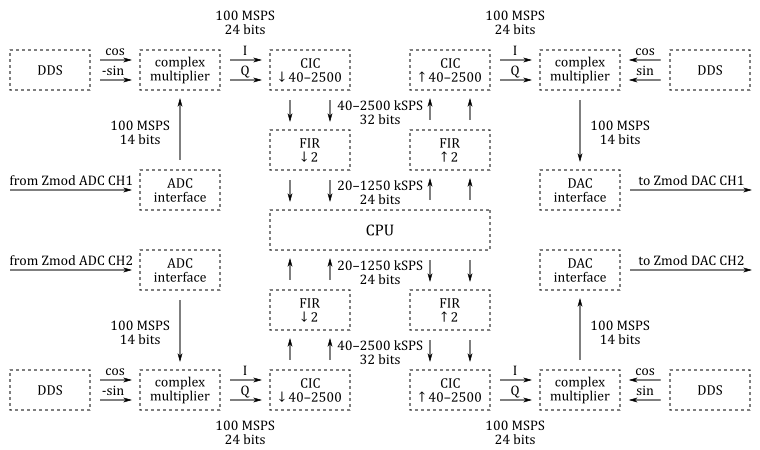 100 MSPS
24 bits
100 MSPS
24 bits
DDS
cos
-sin
complex
multiplier
I
Q
CIC
↓40–2500
CIC
↑40–2500
I
Q
complex
multiplier
cos
sin
DDS
40–2500 kSPS
32 bits
100 MSPS
14 bits
FIR
↓2
FIR
↑2
100 MSPS
14 bits
from Zmod ADC CH1
ADC
interface
20–1250 kSPS
24 bits
DAC
interface
to Zmod DAC CH1
CPU
from Zmod ADC CH2
ADC
interface
20–1250 kSPS
24 bits
DAC
interface
to Zmod DAC CH2
100 MSPS
14 bits
FIR
↓2
FIR
↑2
100 MSPS
14 bits
40–2500 kSPS
32 bits
DDS
cos
-sin
complex
multiplier
I
Q
CIC
↓40–2500
CIC
↑40–2500
I
Q
complex
multiplier
cos
sin
DDS
100 MSPS
24 bits
100 MSPS
24 bits